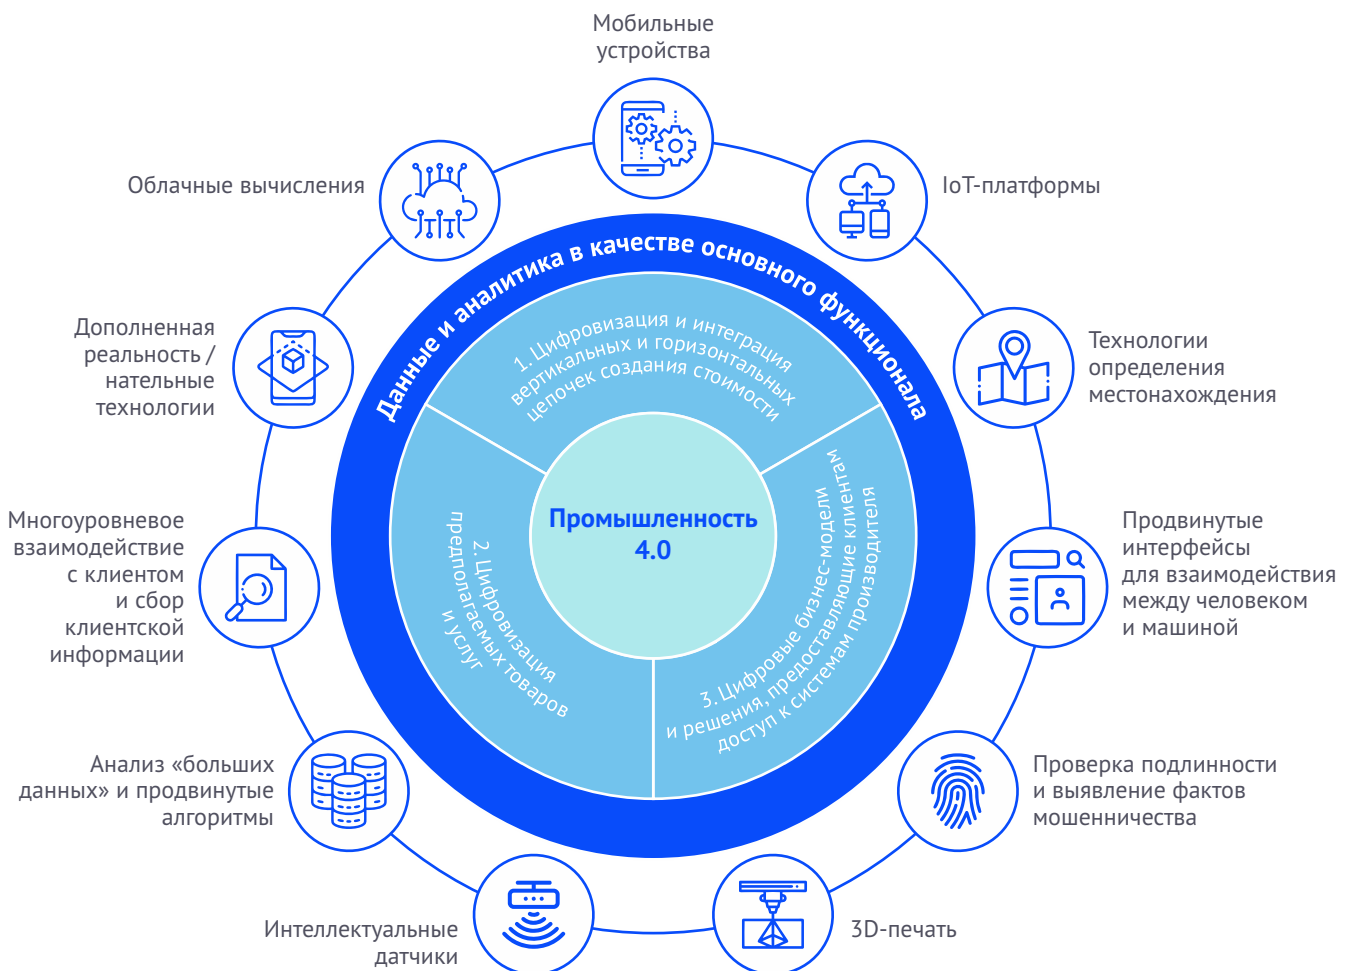 Мобильные
устройства
Облачные вычисления
IoT-платформы
Данные и аналитика в качестве основного функционала
1. Цифровизация и интеграция
вертикальных и горизонтальных
цепочек создания стоимости
Дополненная
реальность /
нательные
технологии
Технологии
определения
местонахождения
Промышленность
4.0
2. Цифровизация
предполагаемых товаров
и услуг
3. Цифровые бизнес-модели
и решения, предоставляющие клиентам
доступ к системам производителя
Многоуровневое
взаимодействие
с клиентом
и сбор
клиентской
информации
Продвинутые
интерфейсы
для взаимодействия
между человеком
и машиной
Анализ «больших
данных» и продвинутые
алгоритмы
Проверка подлинности
и выявление фактов
мошенничества
Интеллектуальные
датчики
3D-печать